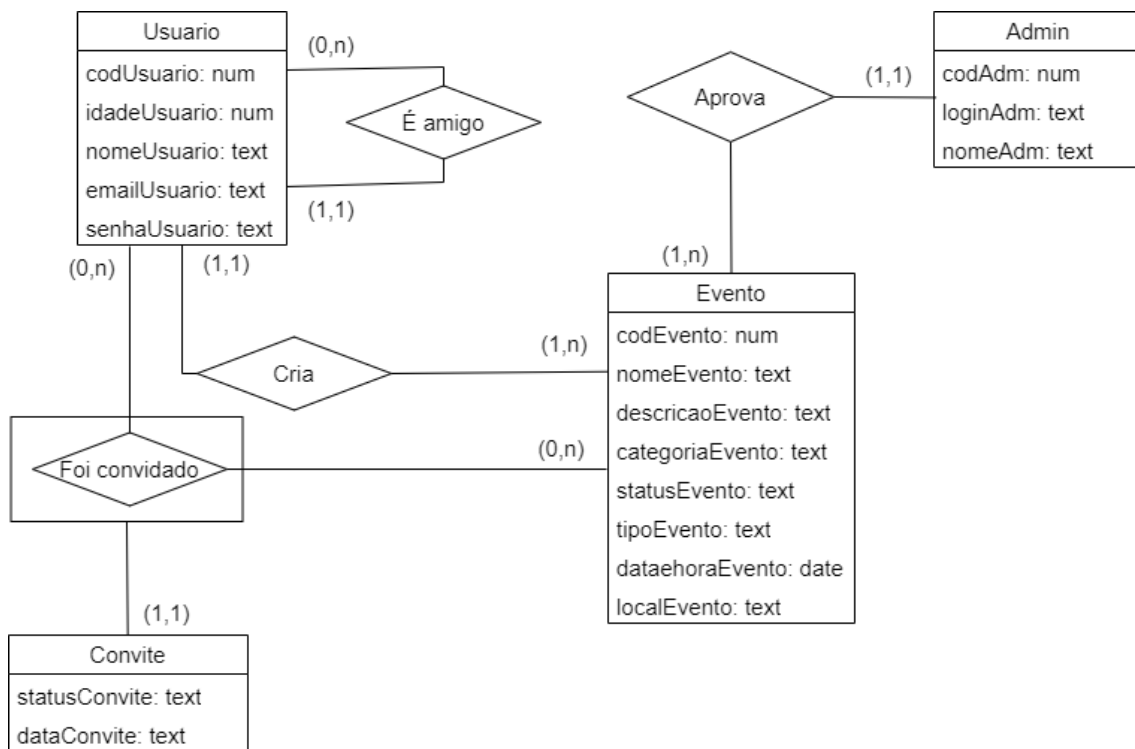 Usuario
codUsuario: num
idadeUsuario: num
nomeUsuario: text
emailUsuario: text
senhaUsuario: text
(0,n)
É amigo
(1,1)
Aprova
(1,1)
Admin
codAdm: num
loginAdm: text
nomeAdm: text
(0,n)
(1,1)
(1,n)
Cria
(1,n)
Evento
codEvento: num
nomeEvento: text
descricaoEvento: text
categoriaEvento: text
statusEvento: text
tipoEvento: text
dataehoraEvento: date
localEvento: text
Foi convidado
(0,n)
(1,1)
Convite
statusConvite: text
dataConvite: text